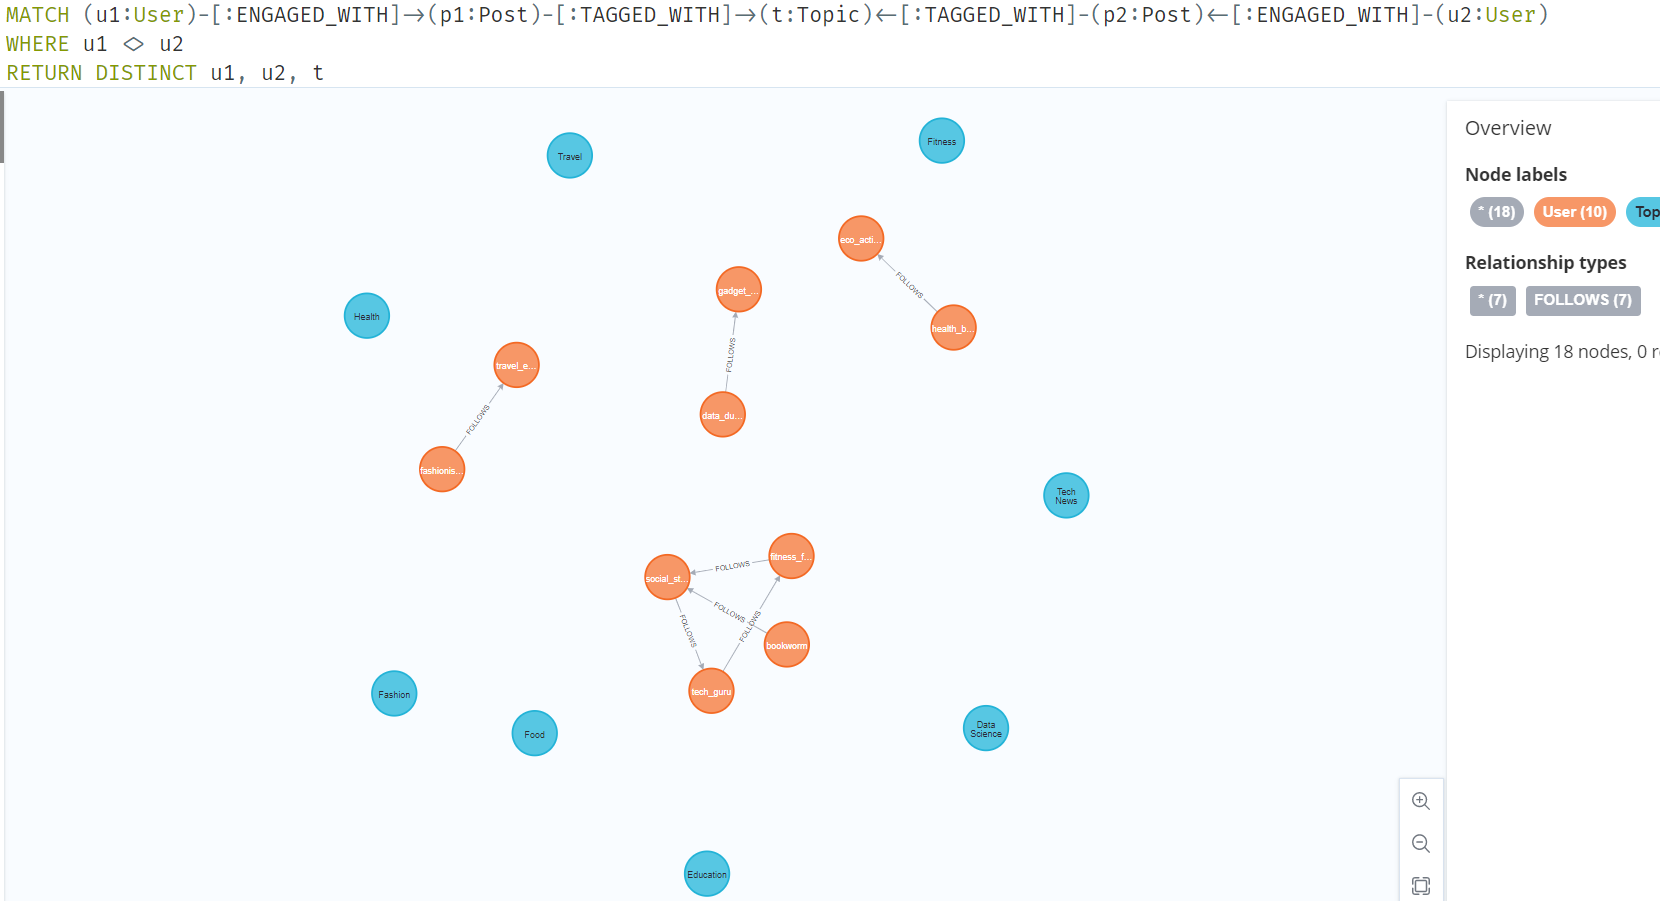 MATCH (u1:User)-[:ENGAGED_WITH]→(p1:Post)-[:TAGGED_WITH]→(t:Topic)←[:TAGGED_WITH]-(p2:Post)←[:ENGAGED_WITH]-(u2:User)
WHERE u1 <> u2
RETURN DISTINCT u1, u2, t
Overview
Node labels
* (18) User (10) Top
Relationship types
* (7) FOLLOWS (7)
Displaying 18 nodes, 0 r
Travel
Fitness
eco_acti...
FOLLOWS
gadget_...
health_b...
Health
FOLLOWS
travel_e...
FOLLOWS
data_du...
fashionis...
Tech
News
fitness_f...
FOLLOWS
social_st...
FOLLOWS
FOLLOWS
FOLLOWS
bookworm
tech_guru
Fashion
Food
Data
Science
Education